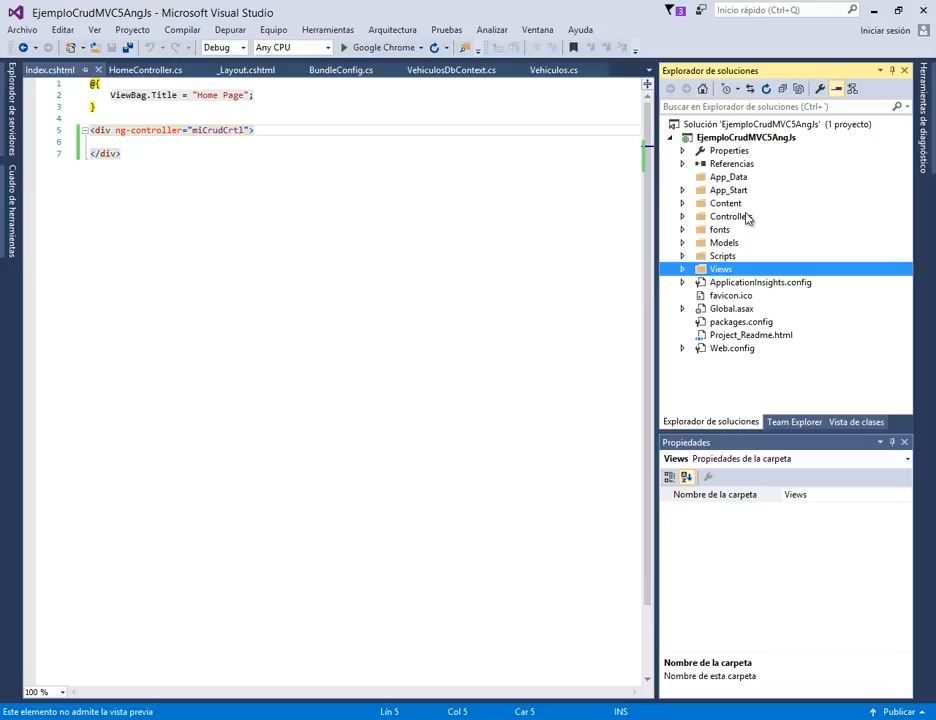 EjemploCrudMVC5AngJs - Microsoft Visual Studio
3
Inicio rápido (Ctrl+Q)
Archivo Editar Ver Proyecto Compilar Equipo Depurar Herramientas Arquitectura Pruebas Analizar Ventana Ayuda
Iniciar sesión
Debug Any CPU Google Chrome
Explorador de servidores
Cuadro de herramientas
Index.cshtml HomeController.cs _Layout.cshtml BundleConfig.cs VehiculosDbContext.cs Vehiculos.cs
1 @{
2 ViewBag.Title = "Home Page";
3 }
4
5 <div ng-controller="miCrudCrtl">
6
7 </div>
100 %
Explorador de soluciones
Buscar en Explorador de soluciones (Ctrl+`)
Solución 'EjemploCrudMVC5AngJs' (1 proyecto)
EjemploCrudMVC5AngJs
Properties
Referencias
App_Data
App_Start
Content
Controllers
fonts
Models
Scripts
Views
ApplicationInsights.config
favicon.ico
Global.asax
packages.config
Project_Readme.html
Web.config
Explorador de soluciones Team Explorer Vista de clases
Propiedades
Views Propiedades de la carpeta
Nombre de la carpeta Views
Nombre de la carpeta
Nombre de esta carpeta
Herramientas de diagnóstico
Este elemento no admite la vista previa Lín 5 Col 5 Car 5 INS Publicar